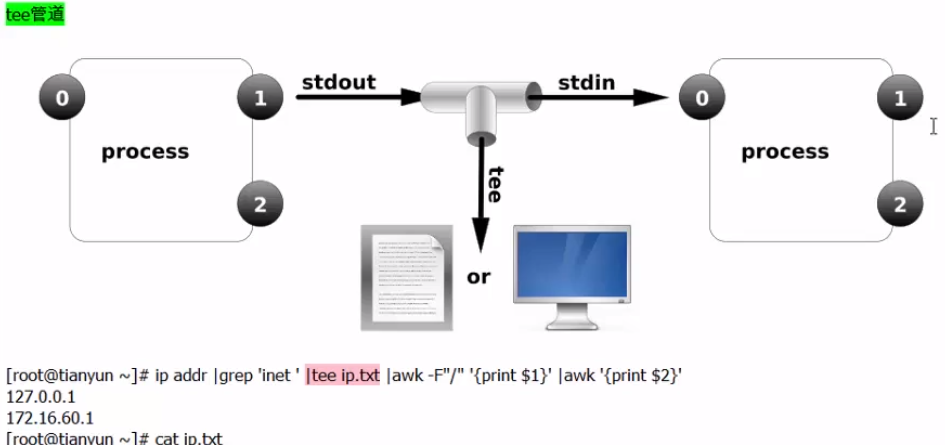 tee管道
stdout
stdin
0
1
0
1
process
process
tee
2
2
or
[root@tianyun ~]# ip addr |grep 'inet ' |tee ip.txt |awk -F"/" '{print $1}' |awk '{print $2}'
127.0.0.1
172.16.60.1
[root@tianyun ~]# cat ip.txt